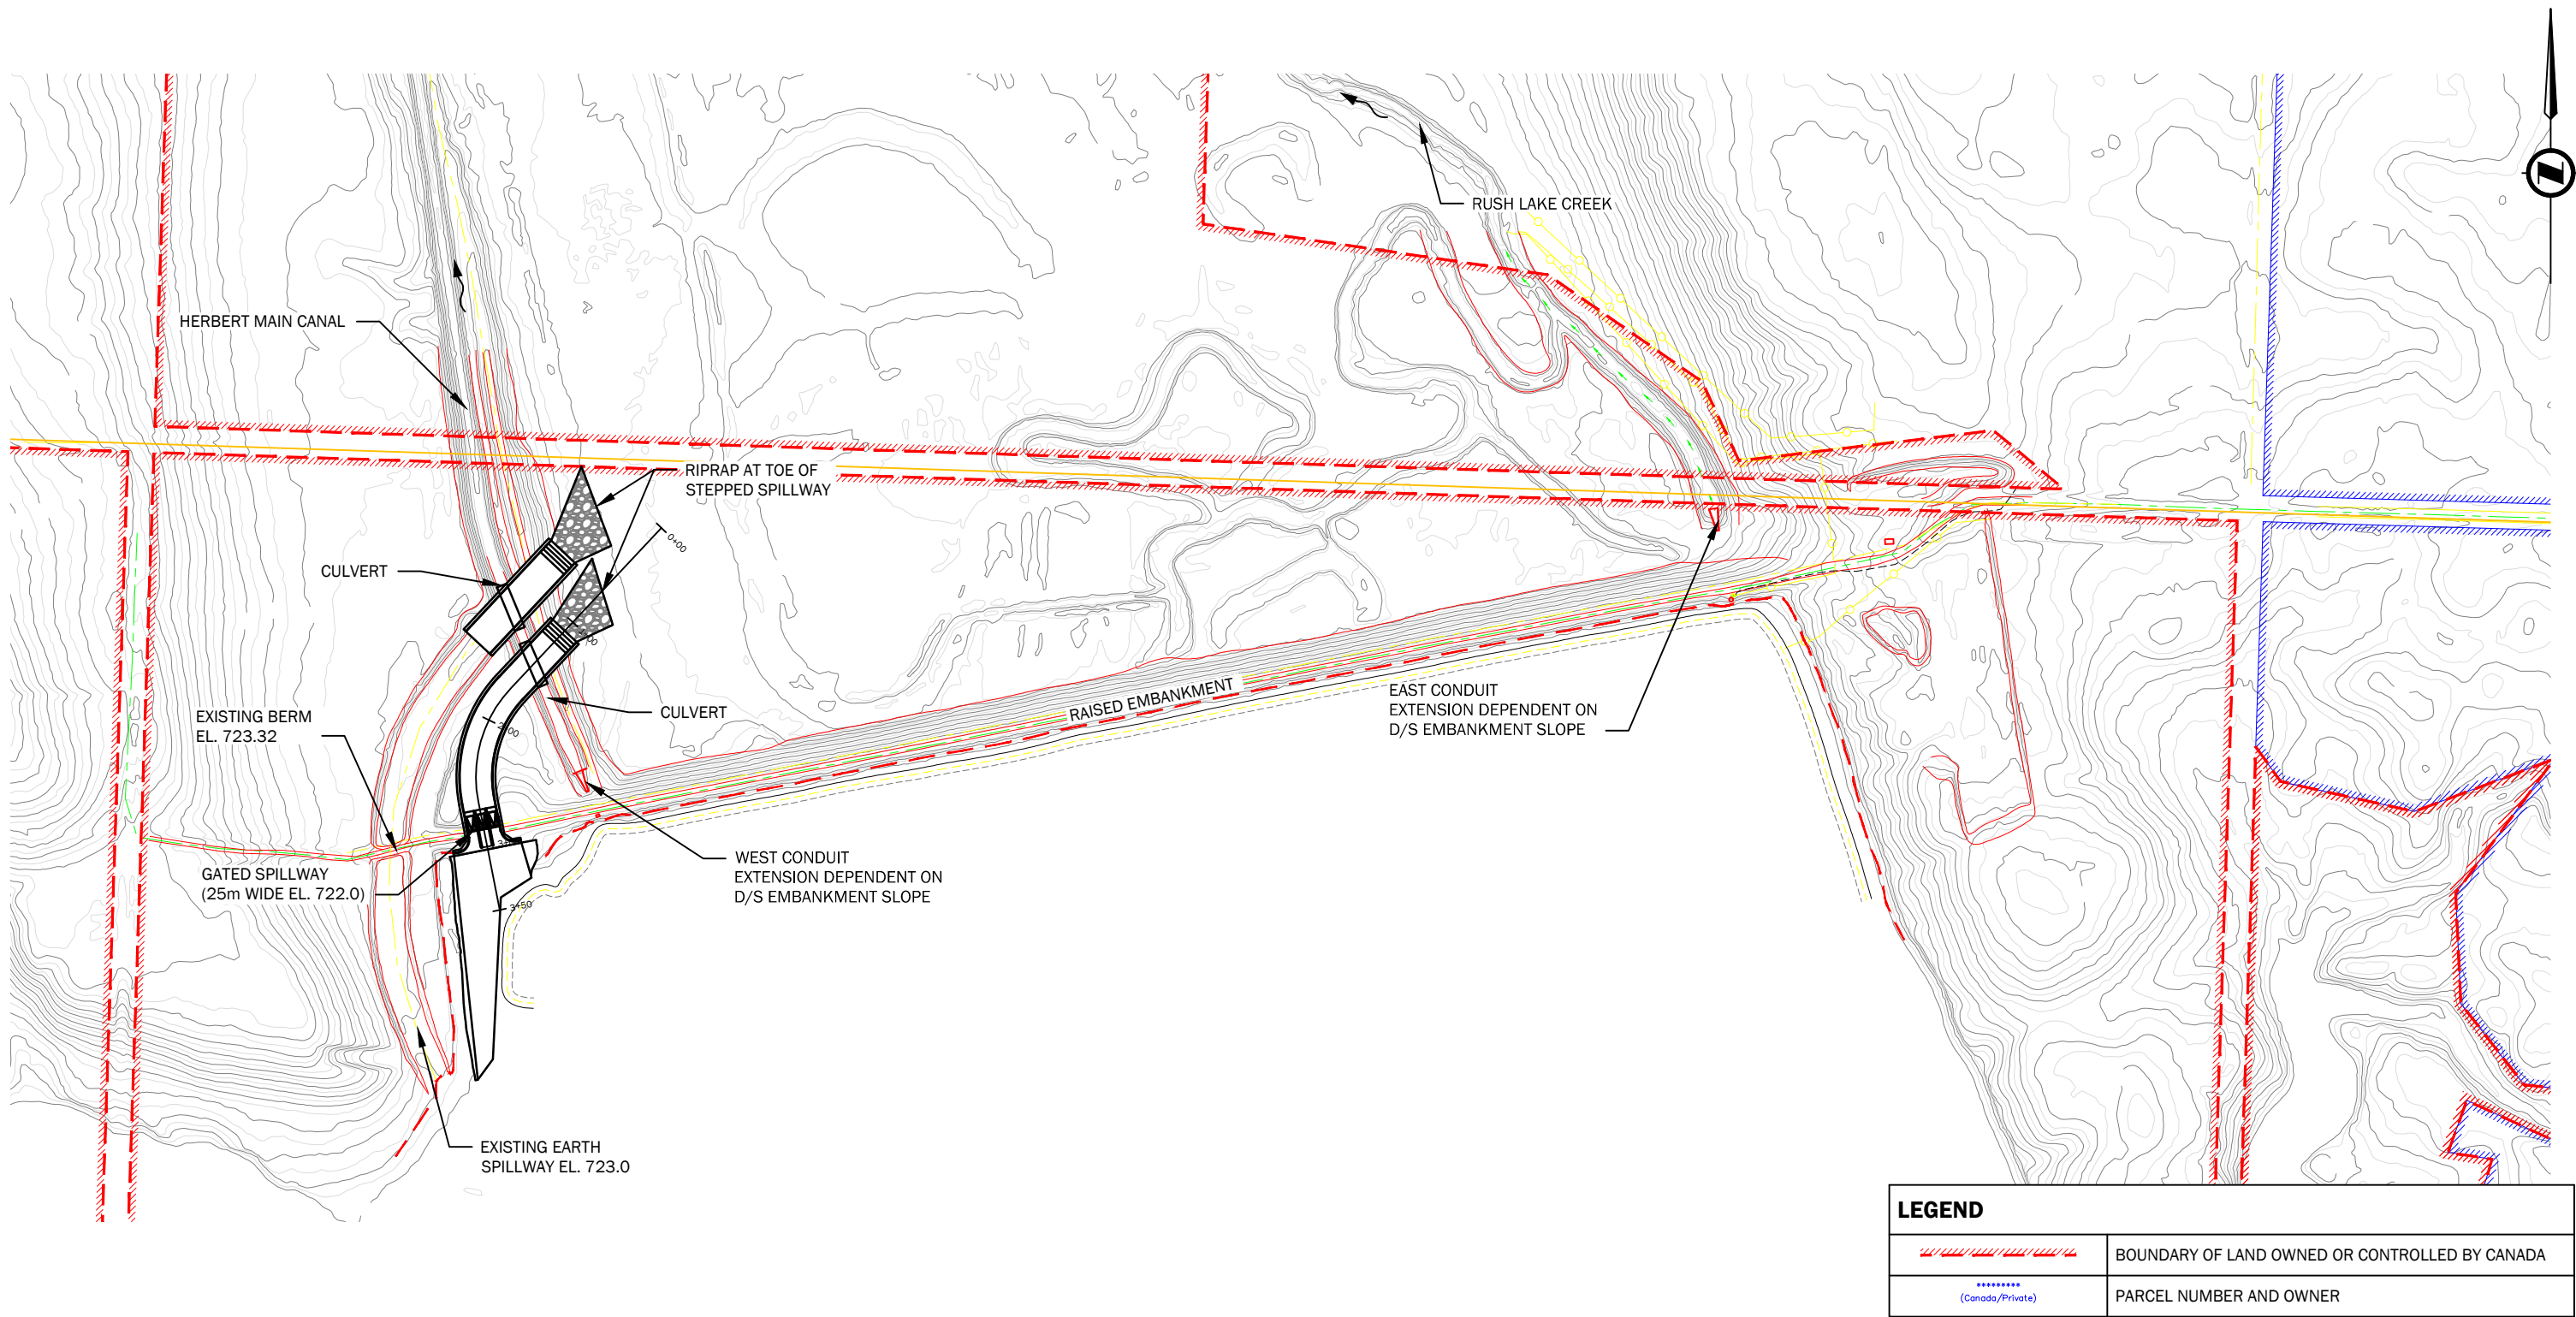 RUSH LAKE CREEK
HERBERT MAIN CANAL
RIPRAP AT TOE OF
STEPPED SPILLWAY
0+00
CULVERT
RAISED EMBANKMENT
EAST CONDUIT
EXTENSION DEPENDENT ON
D/S EMBANKMENT SLOPE
CULVERT
EXISTING BERM
EL. 723.32
WEST CONDUIT
EXTENSION DEPENDENT ON
D/S EMBANKMENT SLOPE
GATED SPILLWAY
(25m WIDE EL. 722.0)
3+50
EXISTING EARTH
SPILLWAY EL. 723.0
LEGEND
BOUNDARY OF LAND OWNED OR CONTROLLED BY CANADA
*********
(Canada/Private)
PARCEL NUMBER AND OWNER